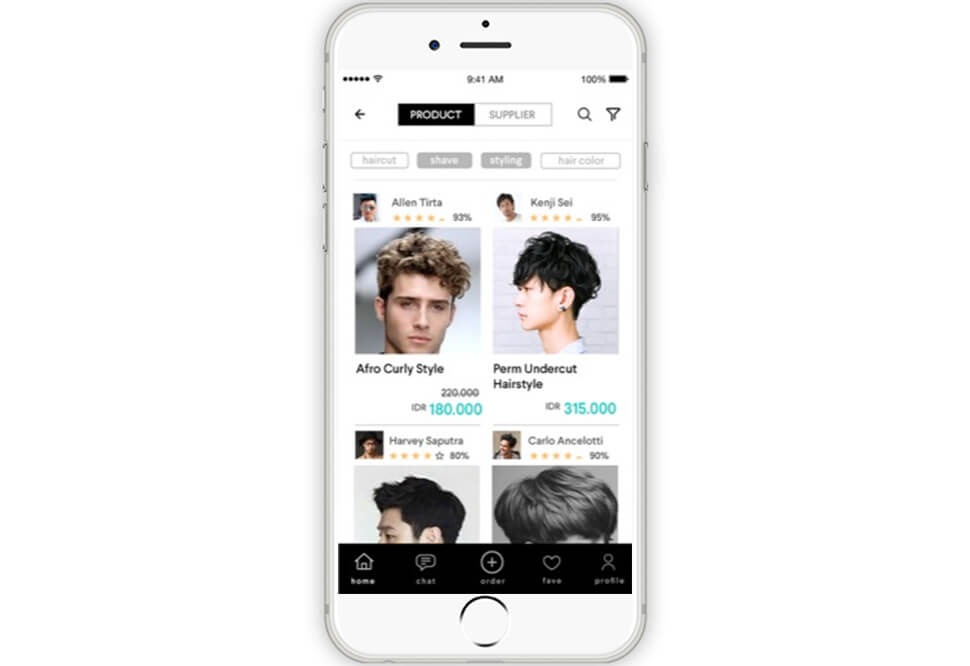 9:41 AM 100%
PRODUCT SUPPLIER
haircut shave styling hair color
Allen Tirta
93%
Kenji Sei
95%
Afro Curly Style
220.000
IDR 180.000
Perm Undercut
Hairstyle
IDR 315.000
Harvey Saputra
80%
Carlo Ancelotti
90%
home chat order fave profile